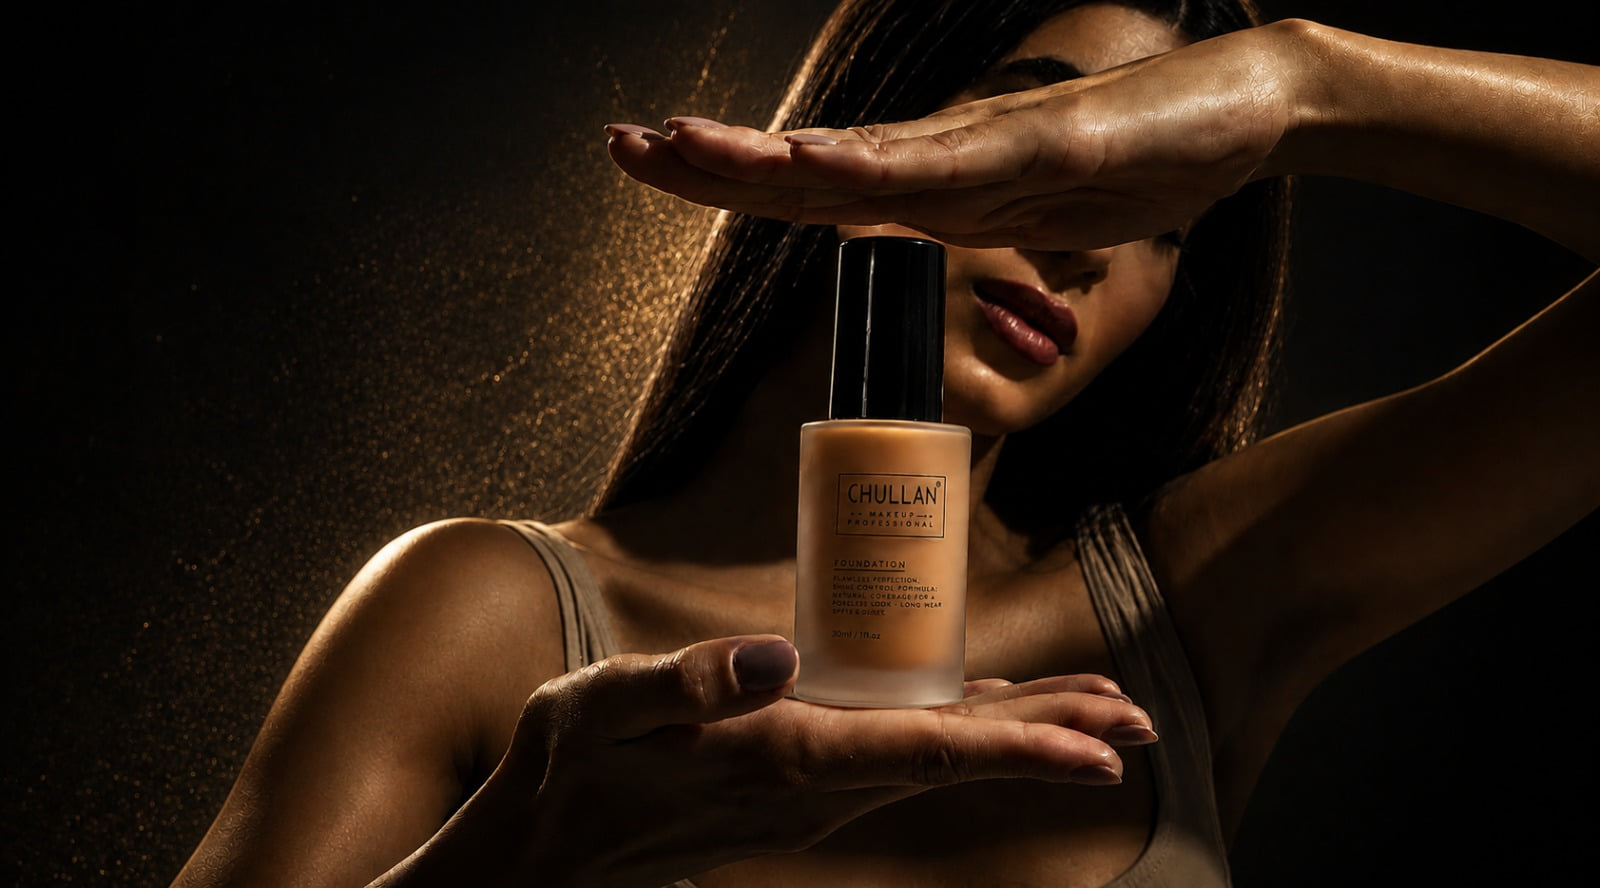 CHULLAN®
MAKEUP
PROFESSIONAL
FOUNDATION
FLAWLESS PERFECTION.
SHINE CONTROL FORMULA:
NATURAL COVERAGE FOR A
PORELESS LOOK - LONG WEAR
30ml / 1fl.oz